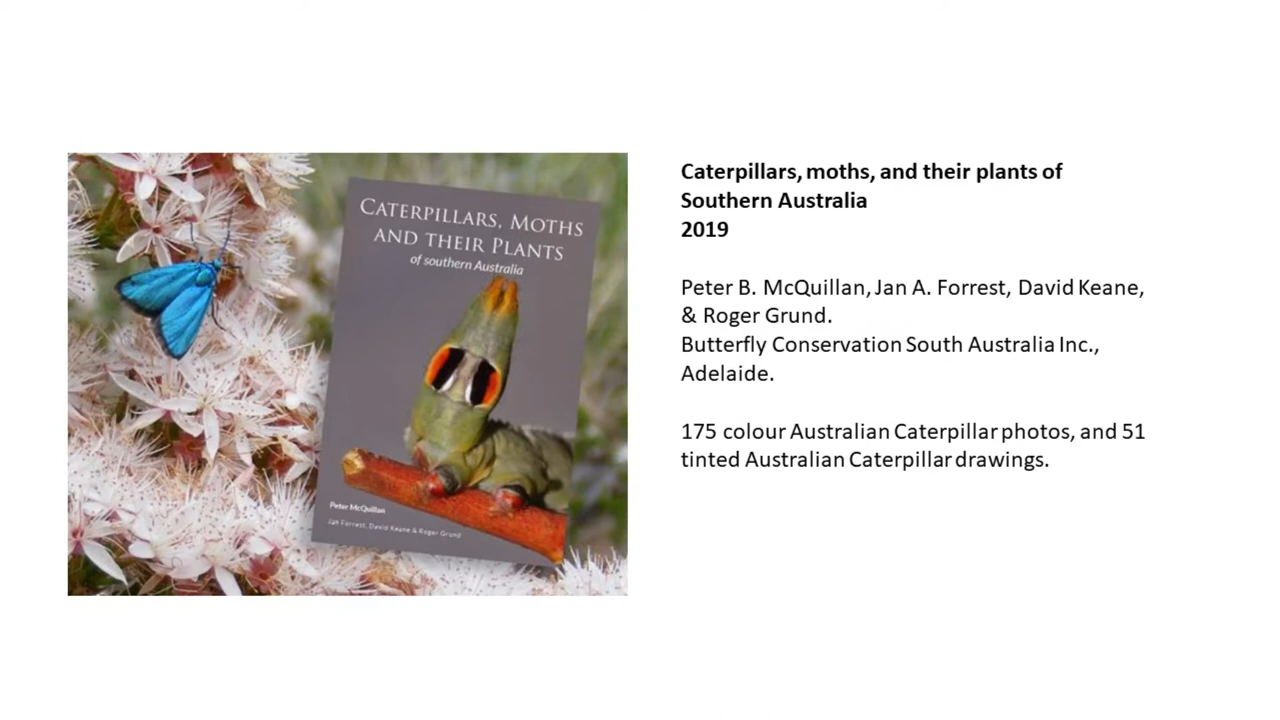 CATERPILLARS, MOTHS
AND THEIR PLANTS
of southern Australia
Peter McQuillan
Jan Forrest, David Keane & Roger Grund
Caterpillars, moths, and their plants of
Southern Australia
2019
Peter B. McQuillan, Jan A. Forrest, David Keane,
& Roger Grund.
Butterfly Conservation South Australia Inc.,
Adelaide.
175 colour Australian Caterpillar photos, and 51
tinted Australian Caterpillar drawings.